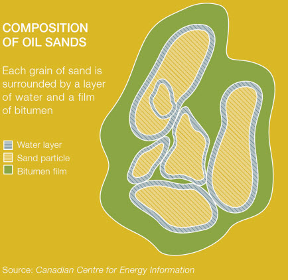 COMPOSITION
OF OIL SANDS
Each grain of sand is
surrounded by a layer
of water and a film
of bitumen
Water layer
Sand particle
Bitumen film
Source: Canadian Centre for Energy Information